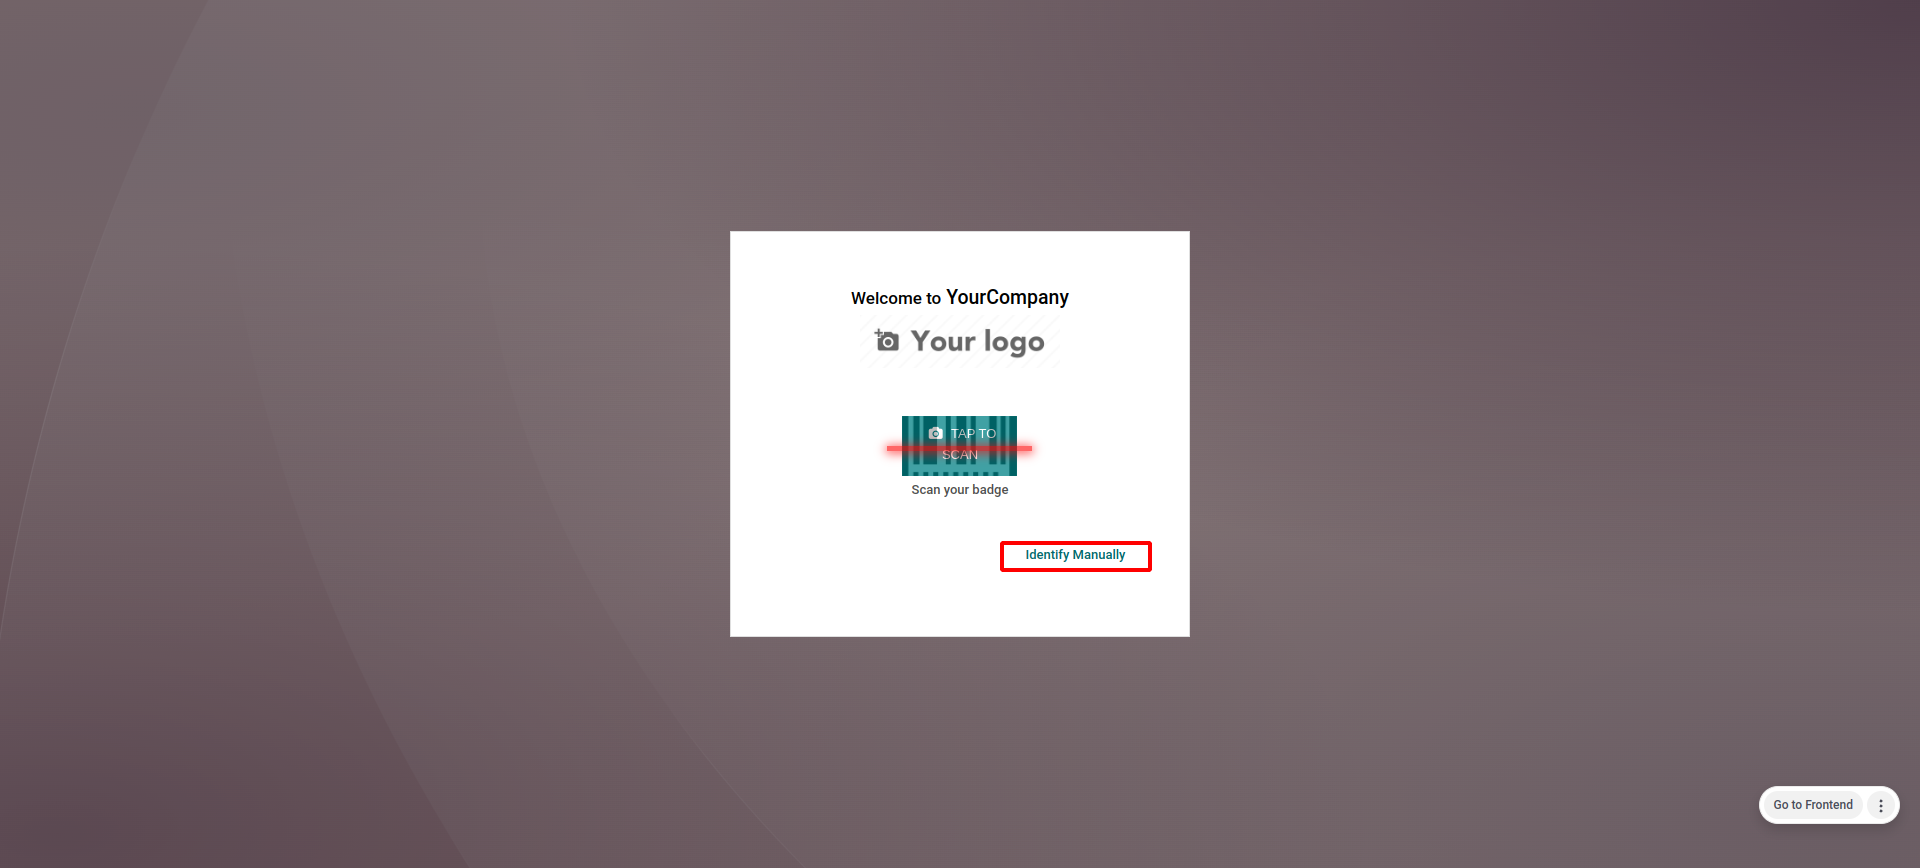 Welcome to YourCompany
Your logo
TAP TO
SCAN
Scan your badge
Identify Manually
Go to Frontend